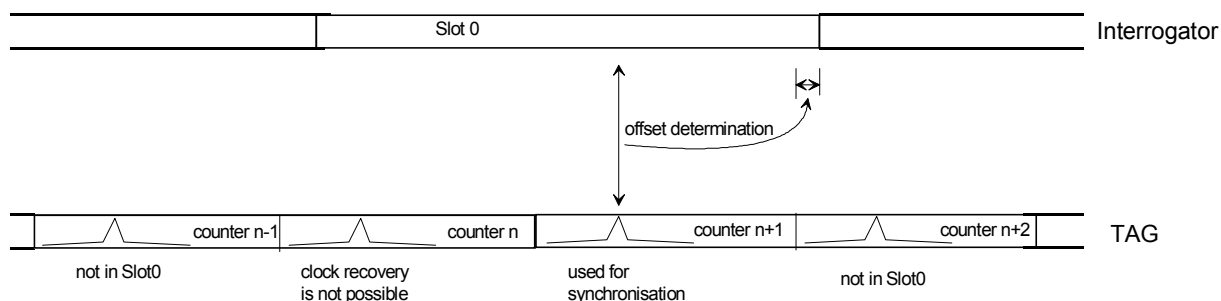 Slot 0
Interrogator
offset determination
counter n-1
counter n
counter n+1
counter n+2
TAG
not in Slot0
clock recovery
is not possible
used for
synchronisation
not in Slot0